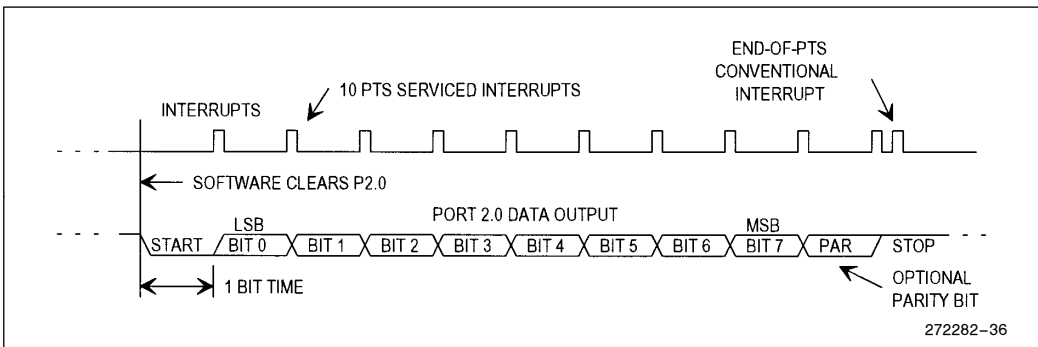 END-OF-PTS
CONVENTIONAL
INTERRUPT
10 PTS SERVICED INTERRUPTS
INTERRUPTS
SOFTWARE CLEARS P2.0
PORT 2.0 DATA OUTPUT
LSB
MSB
START BIT 0 BIT 1 BIT 2 BIT 3 BIT 4 BIT 5 BIT 6 BIT 7 PAR STOP
1 BIT TIME
OPTIONAL
PARITY BIT
272282-36